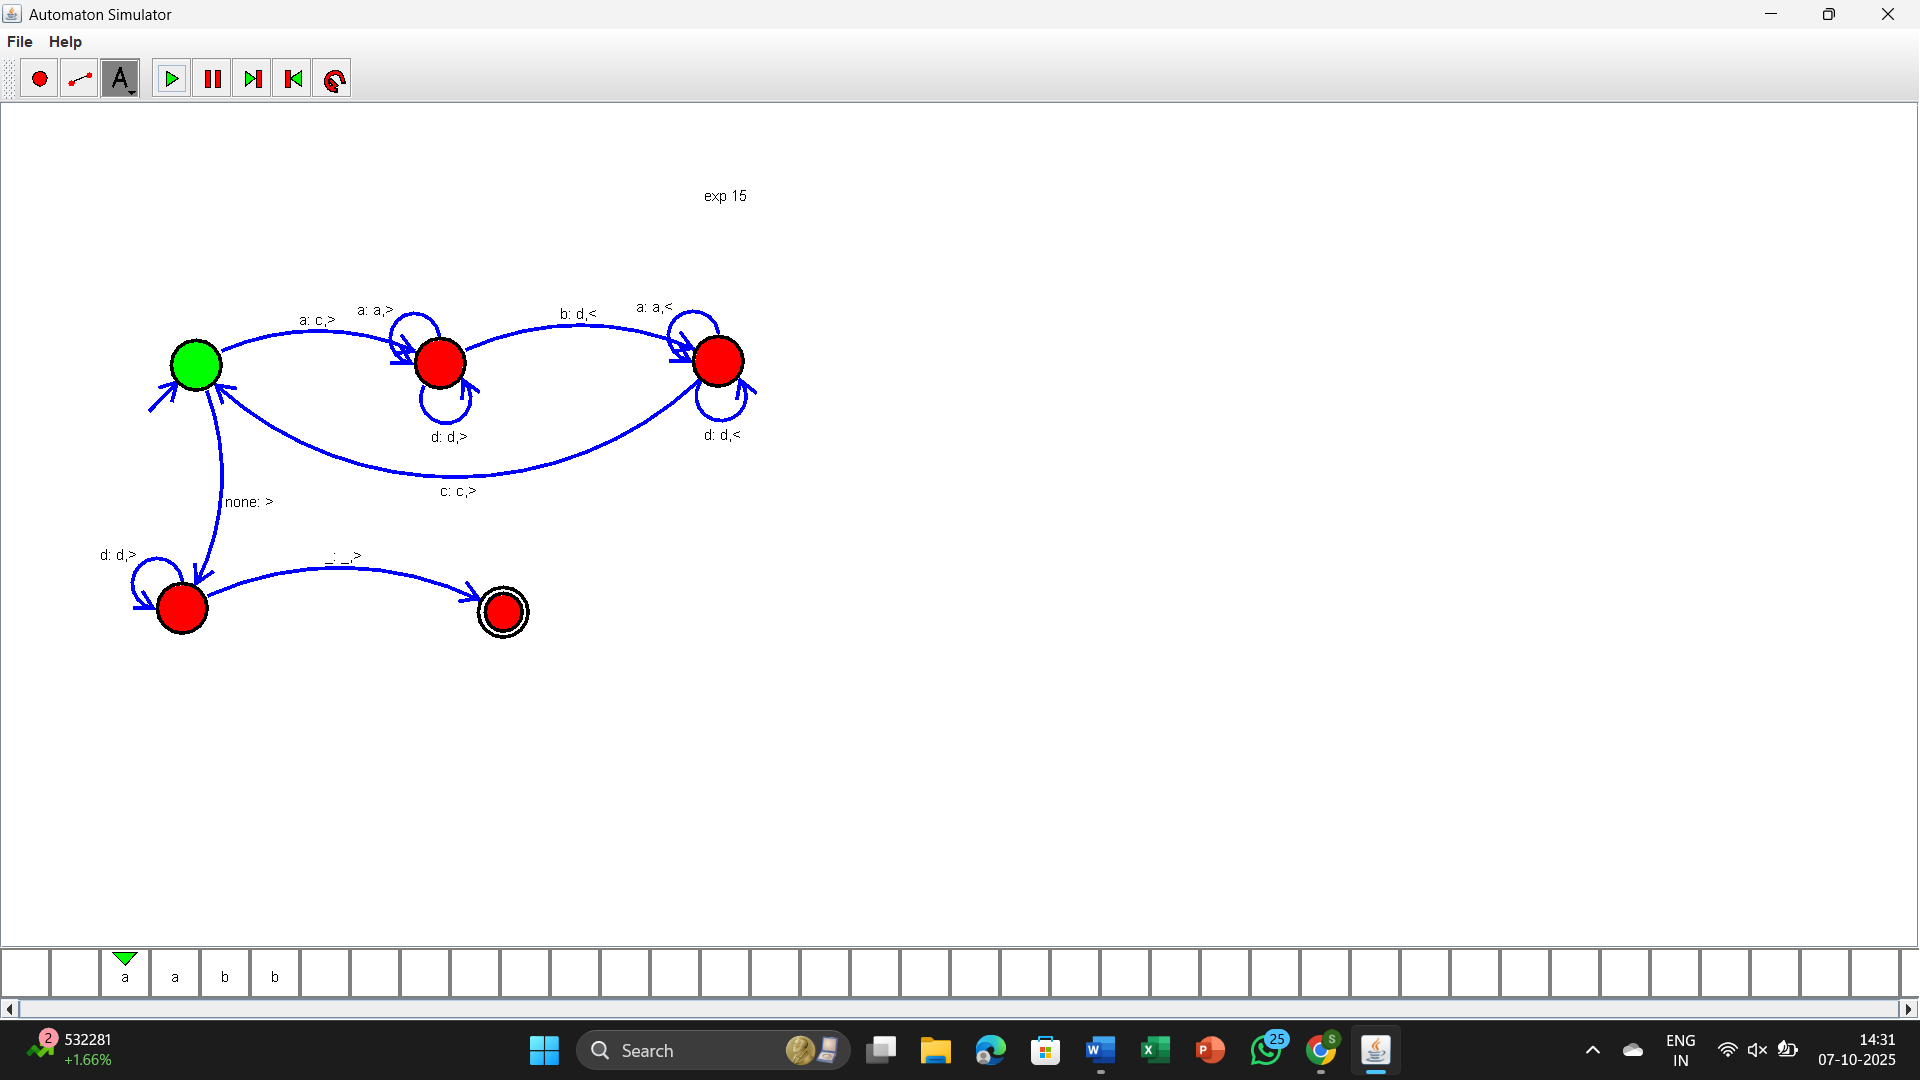 Automaton Simulator
File Help
A
exp 15
a: c,>
a: a,>
b: d,<
a: a,<
d: d,>
d: d,<
c: c,>
none: >
d: d,>
_: _,>
a a b b
2
532281
+1.66%
Search
25
S
ENG
IN
14:31
07-10-2025